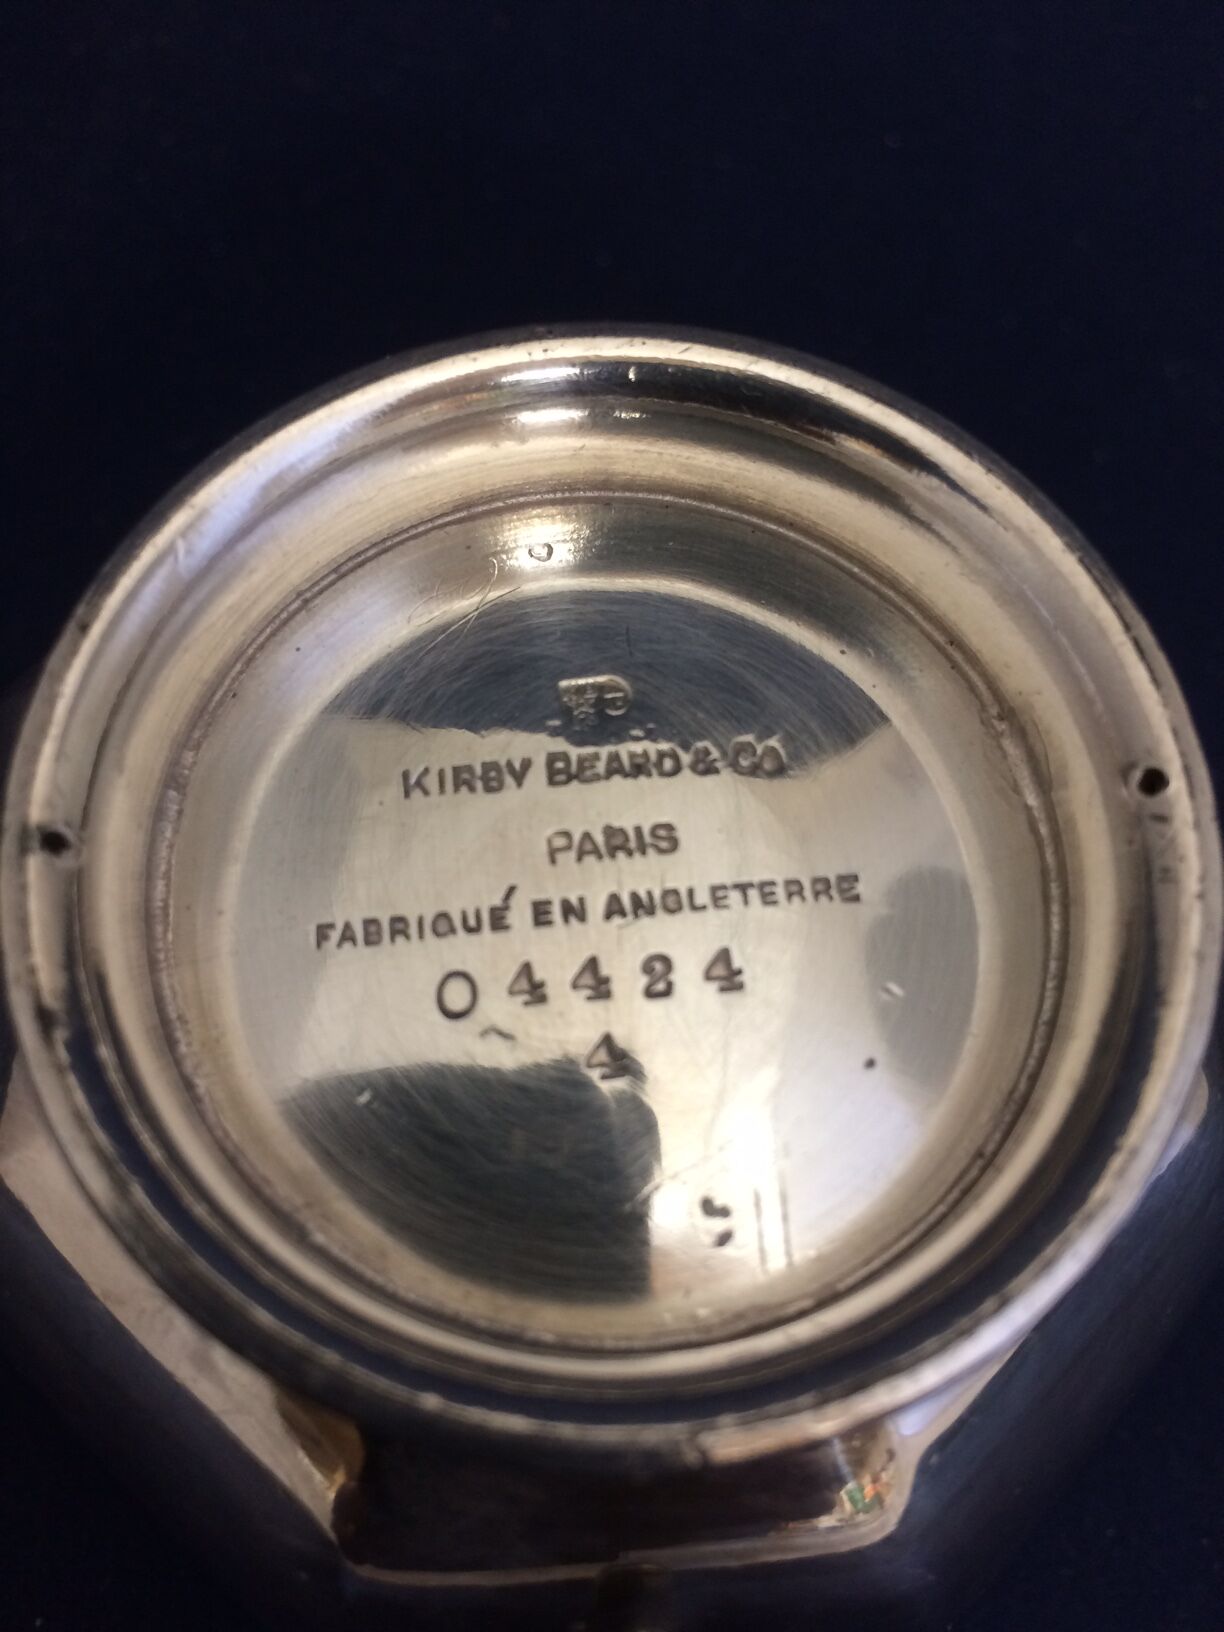 KIRBY BEARD & Co
PARIS
FABRIQUÉ EN ANGLETERRE
04424
4